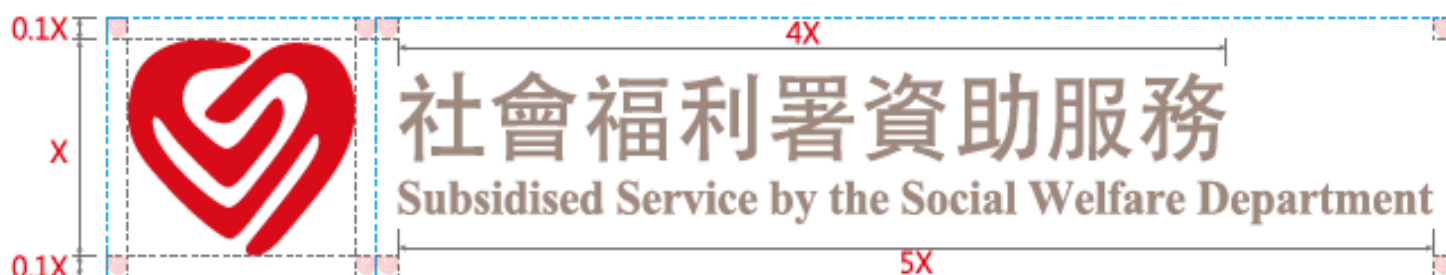 0.1X
4X
X
社會福利署資助服務
Subsidised Service by the Social Welfare Department
0.1X
5X